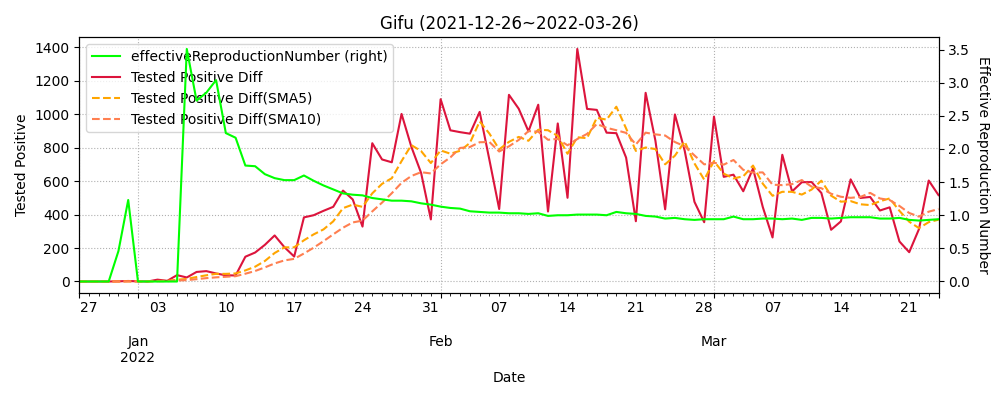 Gifu (2021-12-26~2022-03-26)
effectiveReproductionNumber (right)
Tested Positive Diff
Tested Positive Diff(SMA5)
Tested Positive Diff(SMA10)
Tested Positive
1400
1200
1000
800
600
400
200
0
Effective Reproduction Number
3.5
3.0
2.5
2.0
1.5
1.0
0.5
0.0
27 03 10 17 24 31 07 14 21 28 07 14 21
Jan Feb Mar
2022
Date